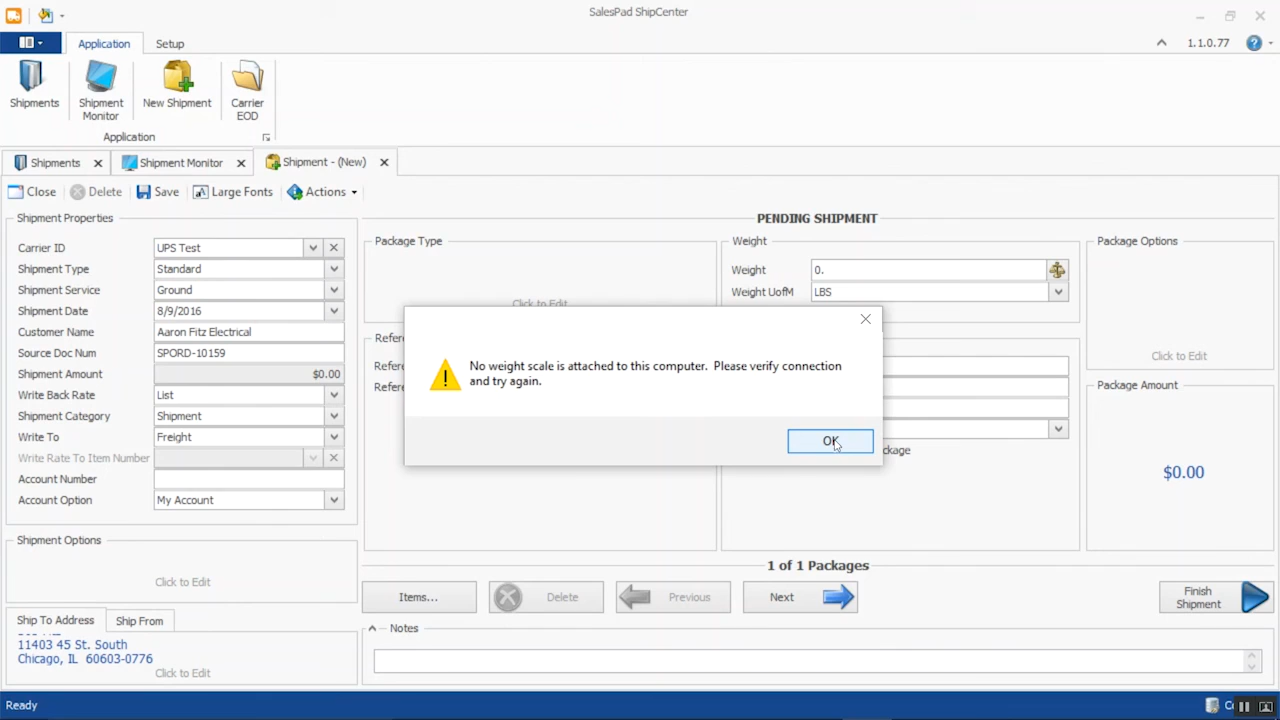 SalesPad ShipCenter
Application
Setup
1.1.0.77
Shipments
Shipment Monitor
New Shipment
Carrier EOD
Application
Shipments
Shipment Monitor
Shipment - (New)
Close
Delete
Save
Large Fonts
Actions
Shipment Properties
Carrier ID UPS Test
Shipment Type Standard
Shipment Service Ground
Shipment Date 8/9/2016
Customer Name Aaron Fitz Electrical
Source Doc Num SPORD-10159
Shipment Amount $0.00
Write Back Rate List
Shipment Category Shipment
Write To Freight
Write Rate To Item Number
Account Number
Account Option My Account
Shipment Options
Click to Edit
Ship To Address
Ship From
11403 45 St. South
Chicago, IL 60603-0776
Click to Edit
PENDING SHIPMENT
Package Type
Click to Edit
Weight
Weight 0.
Weight UofM LBS
Package Options
Click to Edit
Package Amount
$0.00
No weight scale is attached to this computer. Please verify connection
and try again.
OK
1 of 1 Packages
Items...
Delete
Previous
Next
Finish
Shipment
Notes
Ready